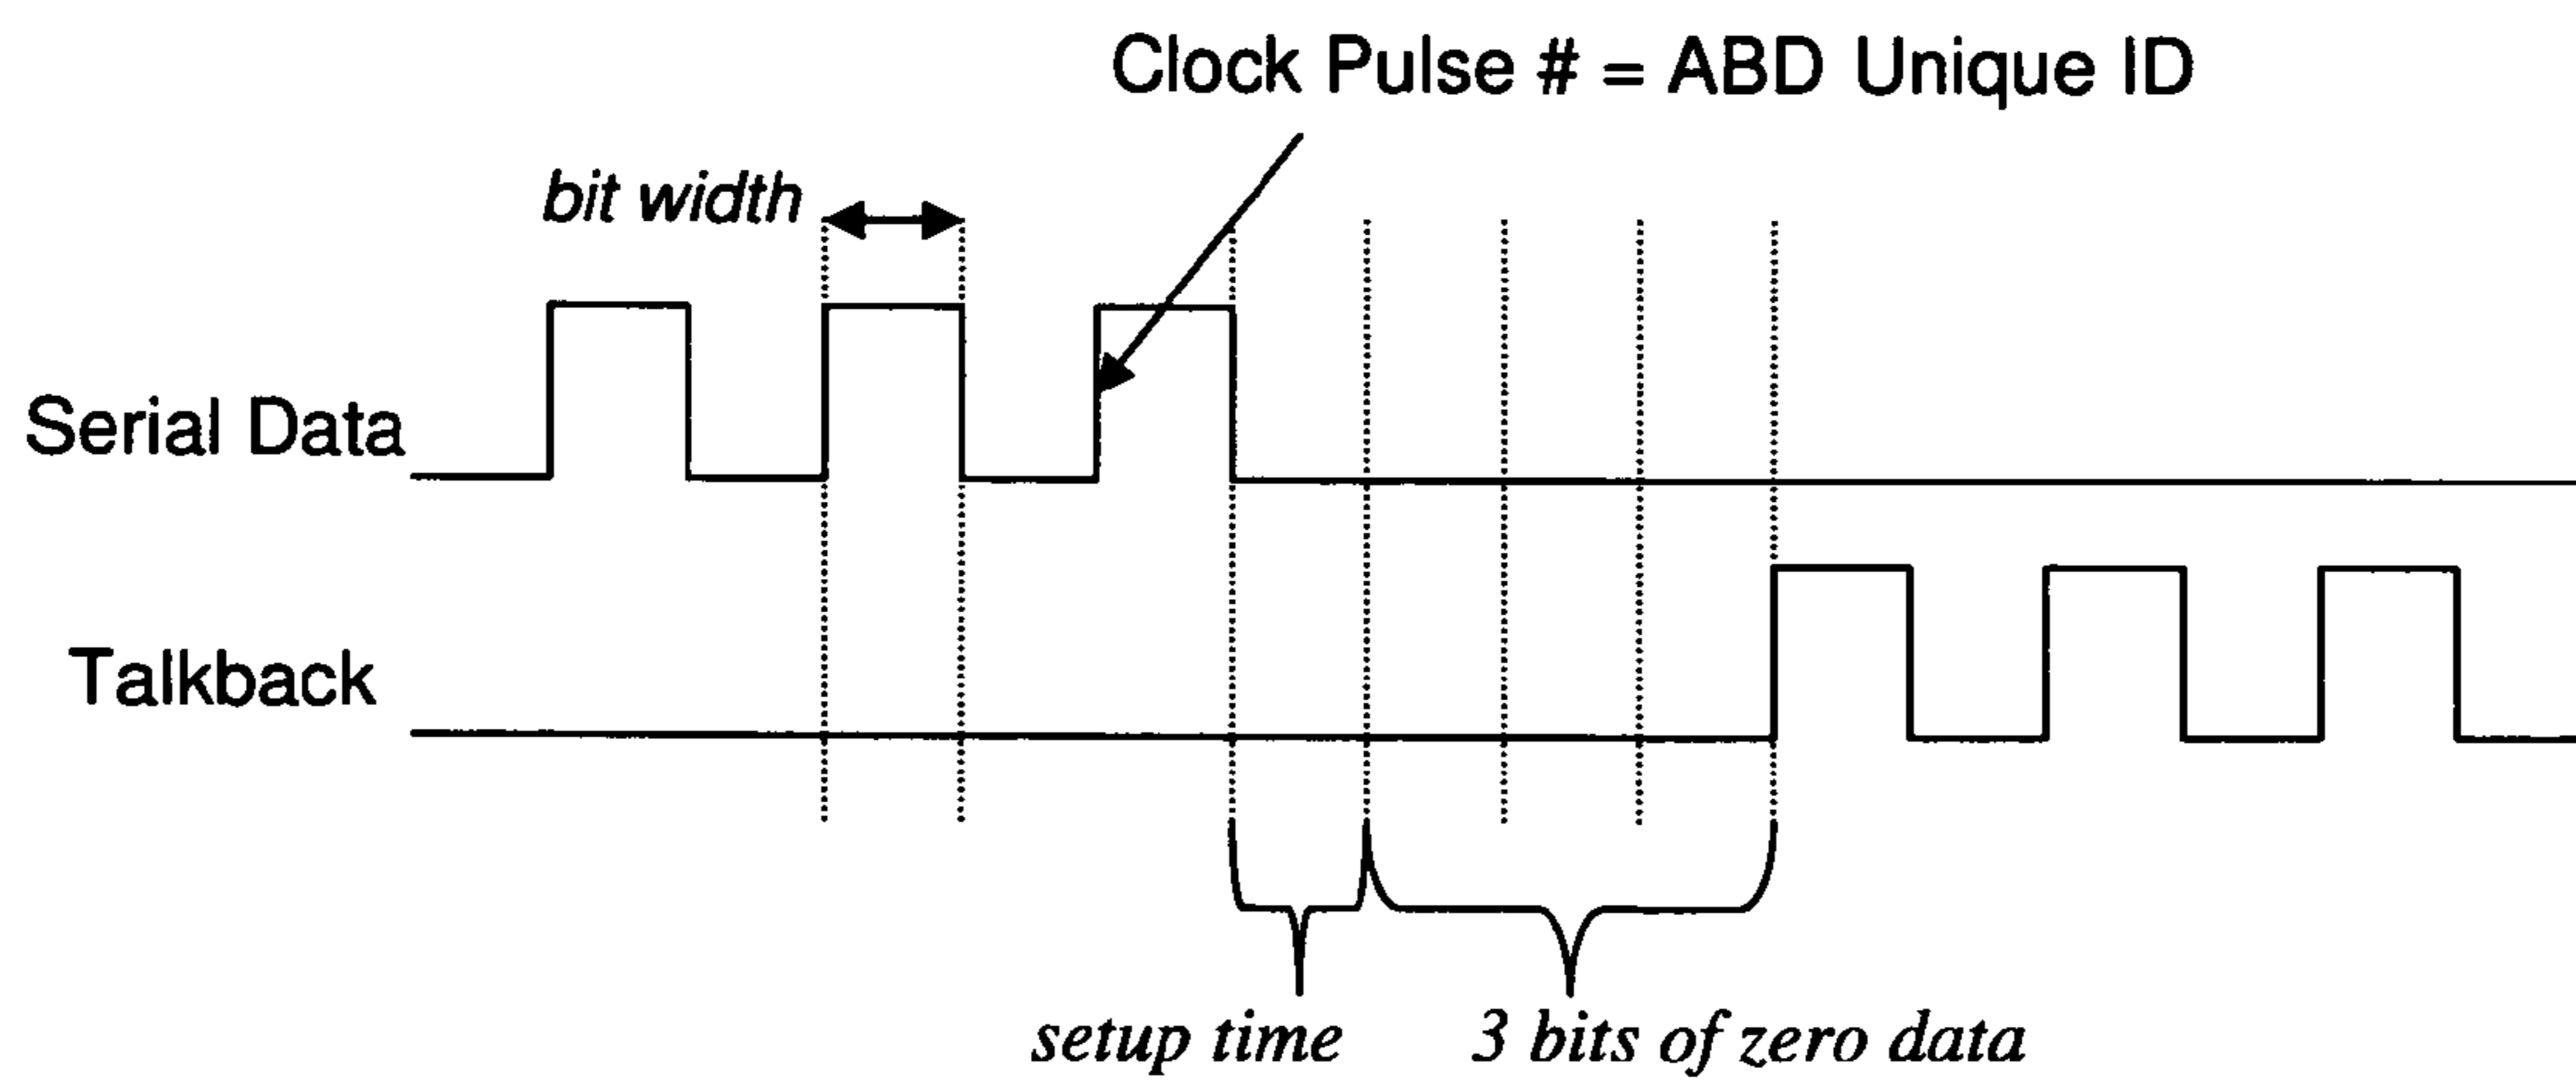 Clock Pulse # = ABD Unique ID
bit width
Serial Data
Talkback
setup time
3 bits of zero data